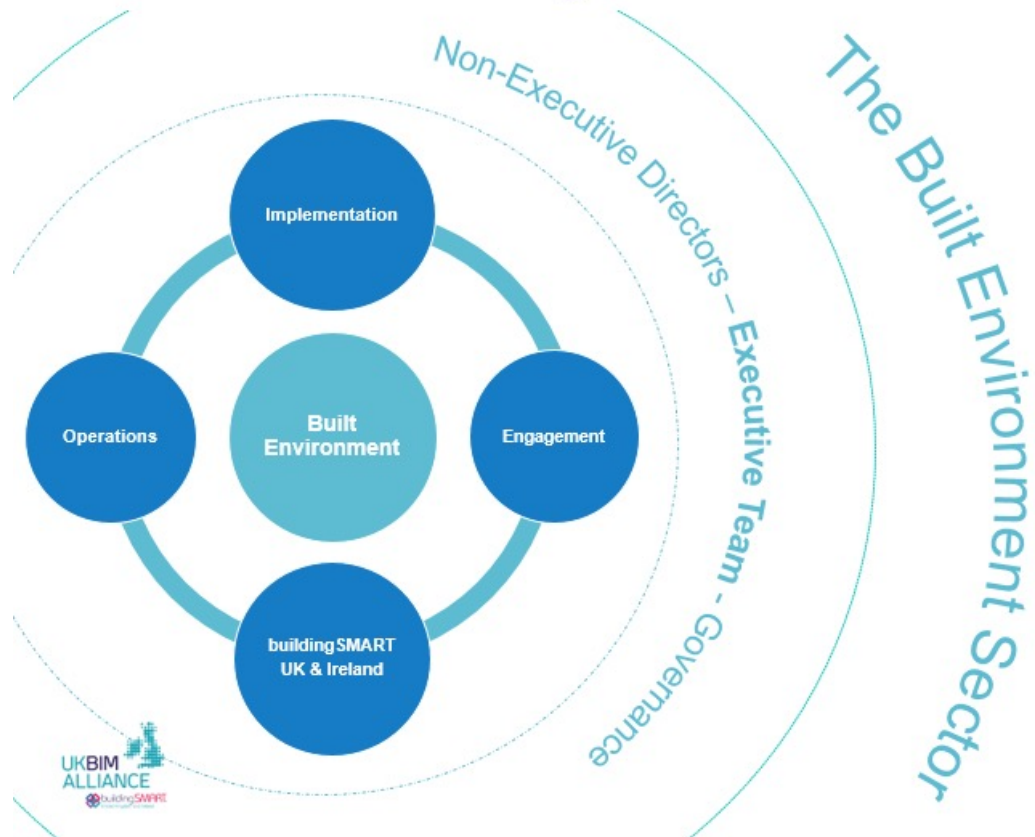 The Built Environment Sector
Non-Executive Directors – Executive Team - Governance
Implementation
Operations
Built
Environment
Engagement
buildingSMART
UK & Ireland
UKBIM
ALLIANCE
buildingSMART